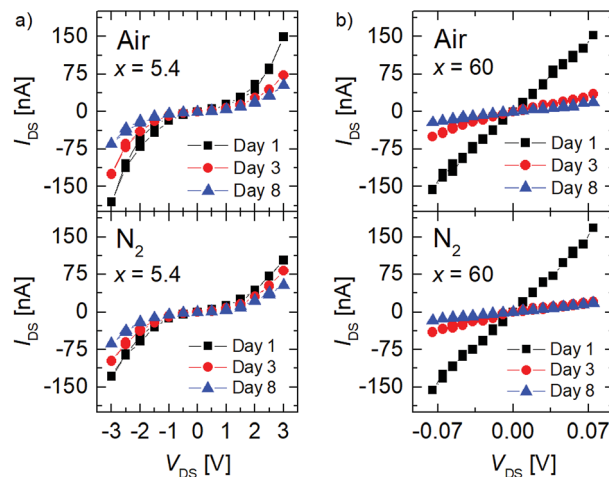 a)
Air
x = 5.4
150
75
0
-75
-150
I_DS [nA]
Day 1
Day 3
Day 8
N₂
x = 5.4
150
75
0
-75
-150
I_DS [nA]
Day 1
Day 3
Day 8
-3 -2 -1 0 1 2 3
V_DS [V]
b)
Air
x = 60
150
75
0
-75
-150
I_DS [nA]
Day 1
Day 3
Day 8
N₂
x = 60
150
75
0
-75
-150
I_DS [nA]
Day 1
Day 3
Day 8
-0.07 0.00 0.07
V_DS [V]